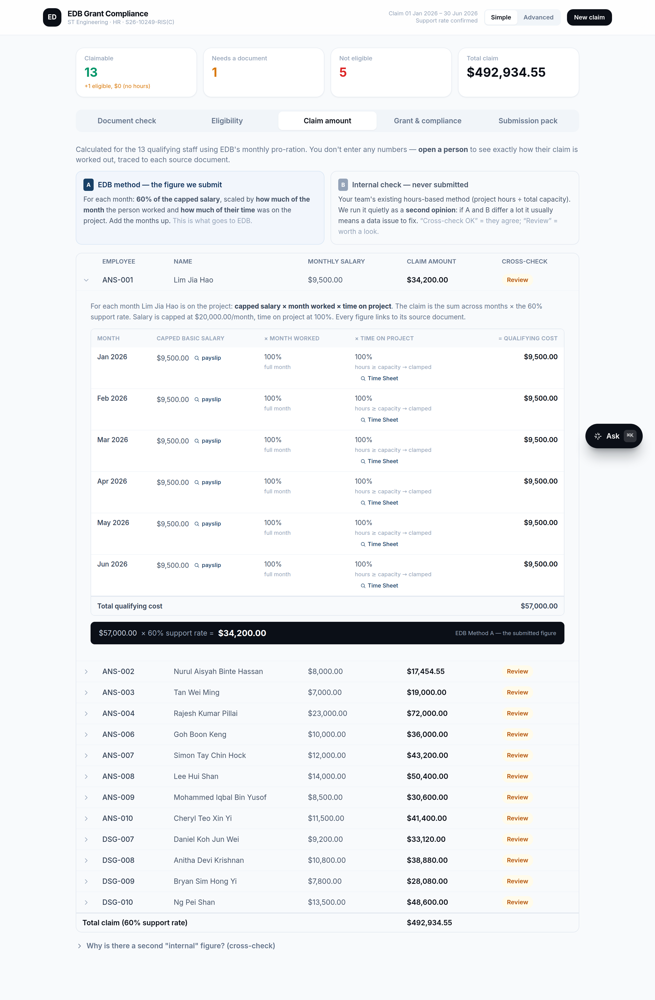 ED
EDB Grant Compliance
ST Engineering · HR · S26-10249-RIS(C)
Claim 01 Jan 2026 – 30 Jun 2026
Support rate confirmed
Simple
Advanced
New claim
Claimable
13
+1 eligible, $0 (no hours)
Needs a document
1
Not eligible
5
Total claim
$492,934.55
Document check
Eligibility
Claim amount
Grant & compliance
Submission pack
Calculated for the 13 qualifying staff using EDB's monthly pro-ration. You don't enter any numbers — open a person to see exactly how their claim is
worked out, traced to each source document.
A EDB method — the figure we submit
For each month: 60% of the capped salary, scaled by how much of the
month the person worked and how much of their time was on the
project. Add the months up. This is what goes to EDB.
B Internal check — never submitted
Your team's existing hours-based method (project hours ÷ total capacity).
We run it quietly as a second opinion: if A and B differ a lot it usually
means a data issue to fix. “Cross-check OK” = they agree; “Review” =
worth a look.
EMPLOYEE NAME MONTHLY SALARY CLAIM AMOUNT CROSS-CHECK
ANS-001 Lim Jia Hao $9,500.00 $34,200.00 Review
For each month Lim Jia Hao is on the project: capped salary × month worked × time on project. The claim is the sum across months × the 60%
support rate. Salary is capped at $20,000.00/month, time on project at 100%. Every figure links to its source document.
MONTH CAPPED BASIC SALARY × MONTH WORKED × TIME ON PROJECT = QUALIFYING COST
Jan 2026 $9,500.00 payslip 100% 100% $9,500.00
full month hours ≥ capacity → clamped
Time Sheet
Feb 2026 $9,500.00 payslip 100% 100% $9,500.00
full month hours ≥ capacity → clamped
Time Sheet
Mar 2026 $9,500.00 payslip 100% 100% $9,500.00
full month hours ≥ capacity → clamped
Time Sheet
Apr 2026 $9,500.00 payslip 100% 100% $9,500.00
full month hours ≥ capacity → clamped
Time Sheet
May 2026 $9,500.00 payslip 100% 100% $9,500.00
full month hours ≥ capacity → clamped
Time Sheet
Jun 2026 $9,500.00 payslip 100% 100% $9,500.00
full month hours ≥ capacity → clamped
Time Sheet
Total qualifying cost $57,000.00
$57,000.00 × 60% support rate = $34,200.00 EDB Method A — the submitted figure
ANS-002 Nurul Aisyah Binte Hassan $8,000.00 $17,454.55 Review
ANS-003 Tan Wei Ming $7,000.00 $19,000.00 Review
ANS-004 Rajesh Kumar Pillai $23,000.00 $72,000.00 Review
ANS-006 Goh Boon Keng $10,000.00 $36,000.00 Review
ANS-007 Simon Tay Chin Hock $12,000.00 $43,200.00 Review
ANS-008 Lee Hui Shan $14,000.00 $50,400.00 Review
ANS-009 Mohammed Iqbal Bin Yusof $8,500.00 $30,600.00 Review
ANS-010 Cheryl Teo Xin Yi $11,500.00 $41,400.00 Review
DSG-007 Daniel Koh Jun Wei $9,200.00 $33,120.00 Review
DSG-008 Anitha Devi Krishnan $10,800.00 $38,880.00 Review
DSG-009 Bryan Sim Hong Yi $7,800.00 $28,080.00 Review
DSG-010 Ng Pei Shan $13,500.00 $48,600.00 Review
Total claim (60% support rate) $492,934.55
Why is there a second "internal" figure? (cross-check)
Ask ⌘K